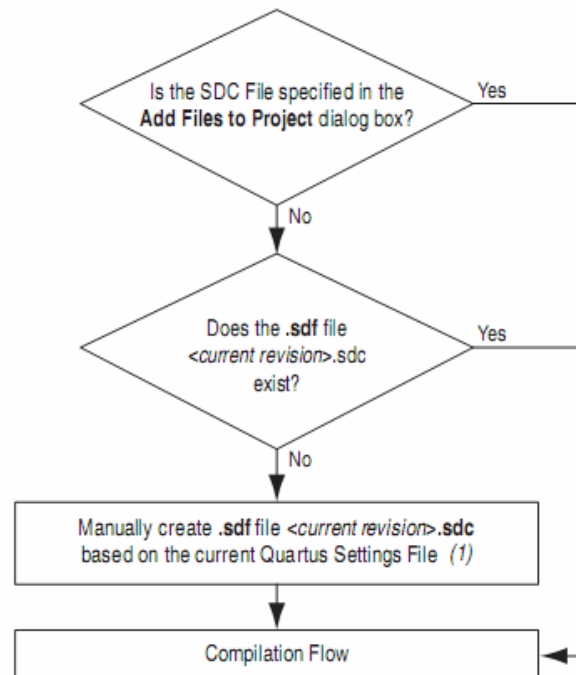 Is the SDC File specified in the
Add Files to Project dialog box?
Yes
No
Does the .sdf file
<current revision>.sdc
exist?
Yes
No
Manually create .sdf file <current revision>.sdc
based on the current Quartus Settings File (1)
Compilation Flow